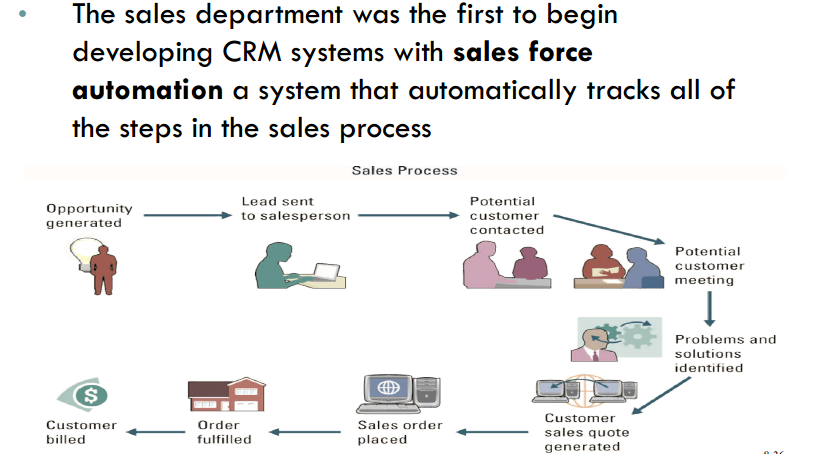 • The sales department was the first to begin
developing CRM systems with sales force
automation a system that automatically tracks all of
the steps in the sales process
Sales Process
Opportunity
generated
Lead sent
to salesperson
Potential
customer
contacted
Potential
customer
meeting
Problems and
solutions
identified
Customer
sales quote
generated
Sales order
placed
Order
fulfilled
Customer
billed
$